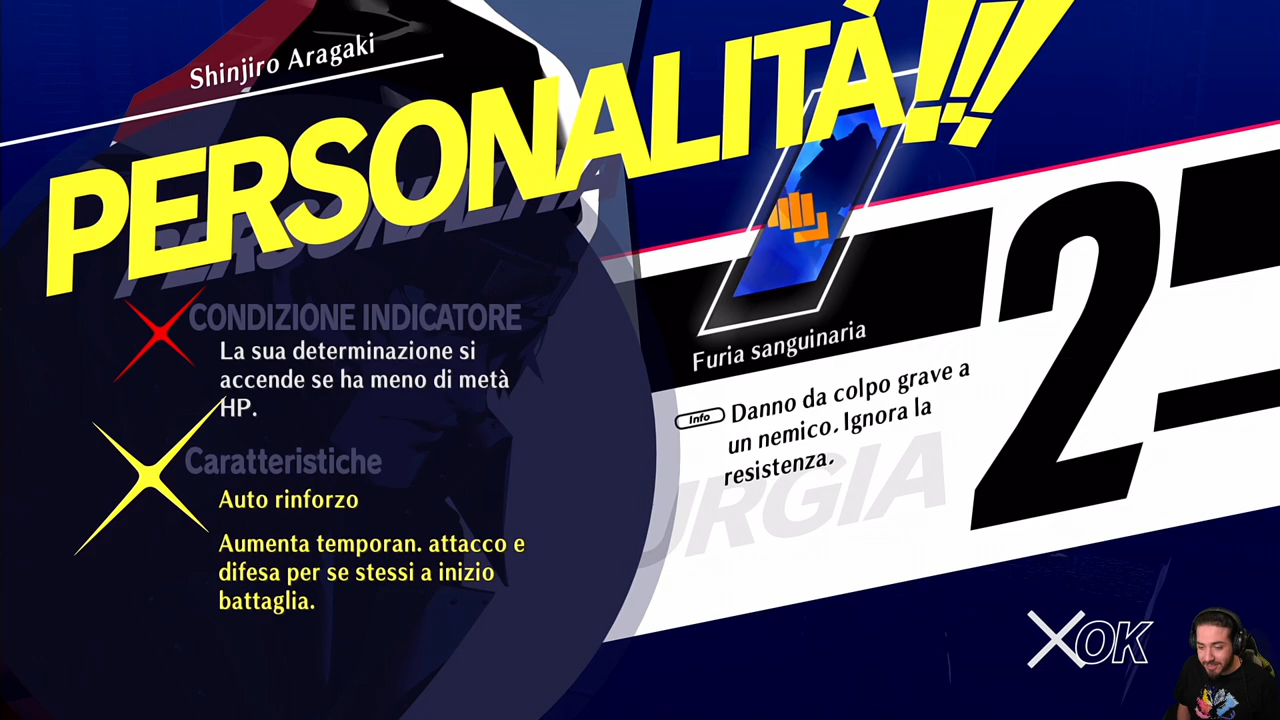 Shinjiro Aragaki
PERSONALITÀ!!!
CONDIZIONE INDICATORE
La sua determinazione si
accende se ha meno di metà
HP.
Caratteristiche
Auto rinforzo
Aumenta temporan. attacco e
difesa per se stessi a inizio
battaglia.
Furia sanguinaria
Info Danno da colpo grave a
un nemico. Ignora la
resistenza.
URGIA
2
OK